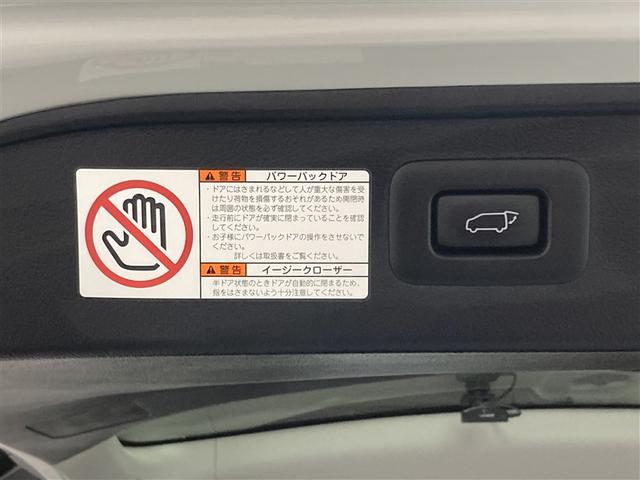 警告 パワーバックドア
・ドアにはさまれるなどして人が重大な傷害を受
けたり荷物を損傷するおそれがあるため開閉時
は周囲の状態を必ず確認してください。
・走行前にドアが確実に閉まっていることを確認
してください。
・お子様にパワーバックドアの操作をさせないで
ください。
詳しくは取扱書をご覧ください。
警告 イージークローザー
半ドア状態のときドアが自動的に閉まるため、
指をはさまないよう十分注意してください。